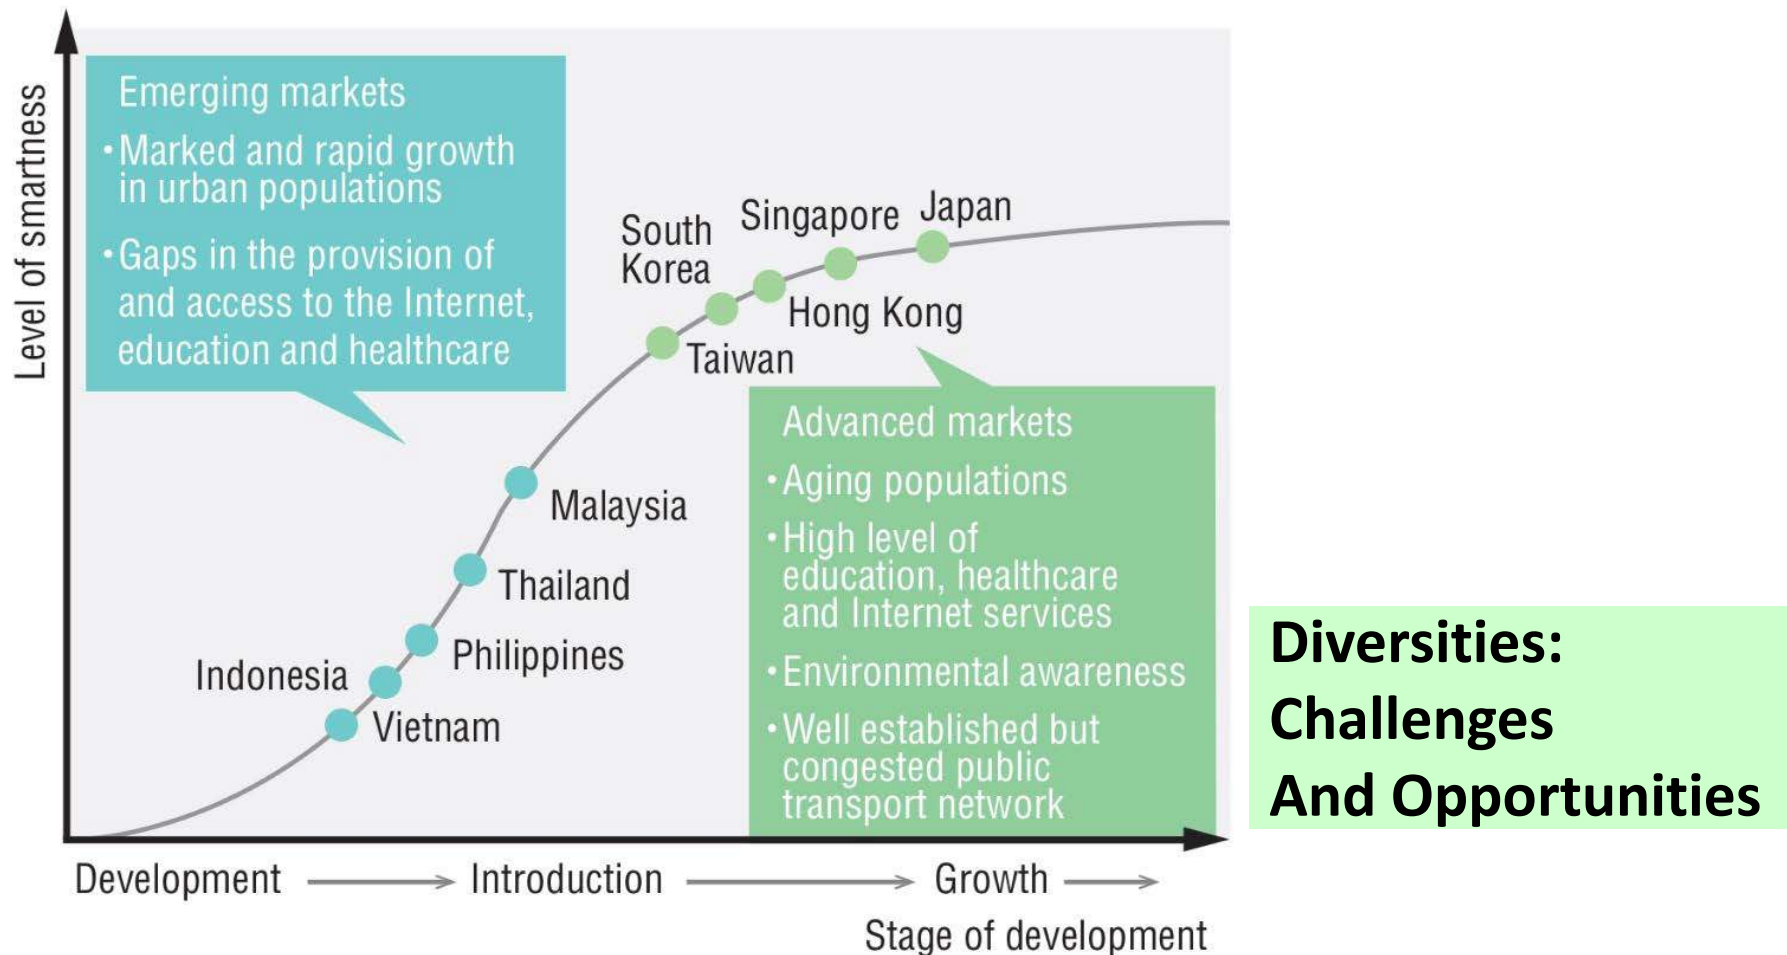 Level of smartness
Emerging markets
・Marked and rapid growth
in urban populations
・Gaps in the provision of
and access to the Internet,
education and healthcare
South
Korea
Singapore
Japan
Hong Kong
Taiwan
Malaysia
Thailand
Philippines
Indonesia
Vietnam
Advanced markets
・Aging populations
・High level of
education, healthcare
and Internet services
・Environmental awareness
・Well established but
congested public
transport network
Development
Introduction
Growth
Stage of development
Diversities:
Challenges
And Opportunities